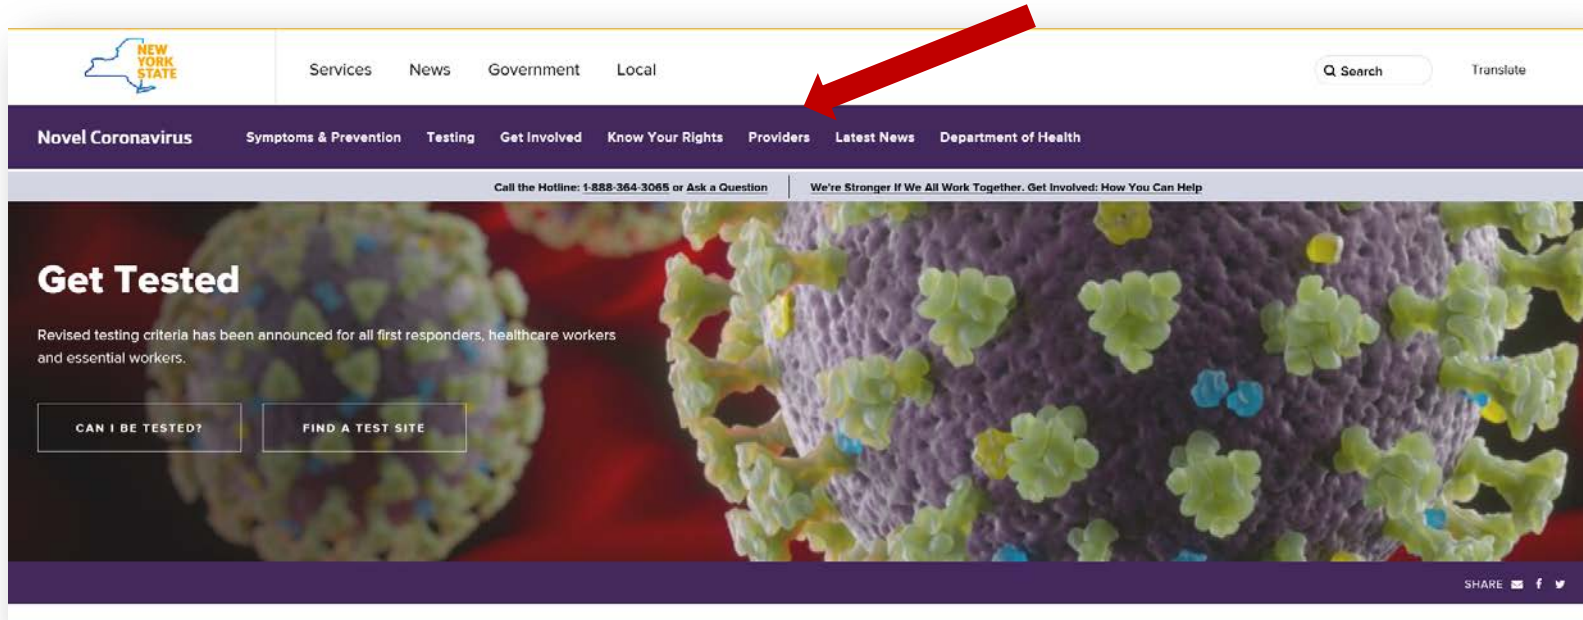 NEW
YORK
STATE
Services News Government Local Search Translate
Novel Coronavirus Symptoms & Prevention Testing Get Involved Know Your Rights Providers Latest News Department of Health
Call the Hotline: 1-888-364-3065 or Ask a Question We're Stronger If We All Work Together. Get Involved: How You Can Help
Get Tested
Revised testing criteria has been announced for all first responders, healthcare workers
and essential workers.
CAN I BE TESTED? FIND A TEST SITE
SHARE